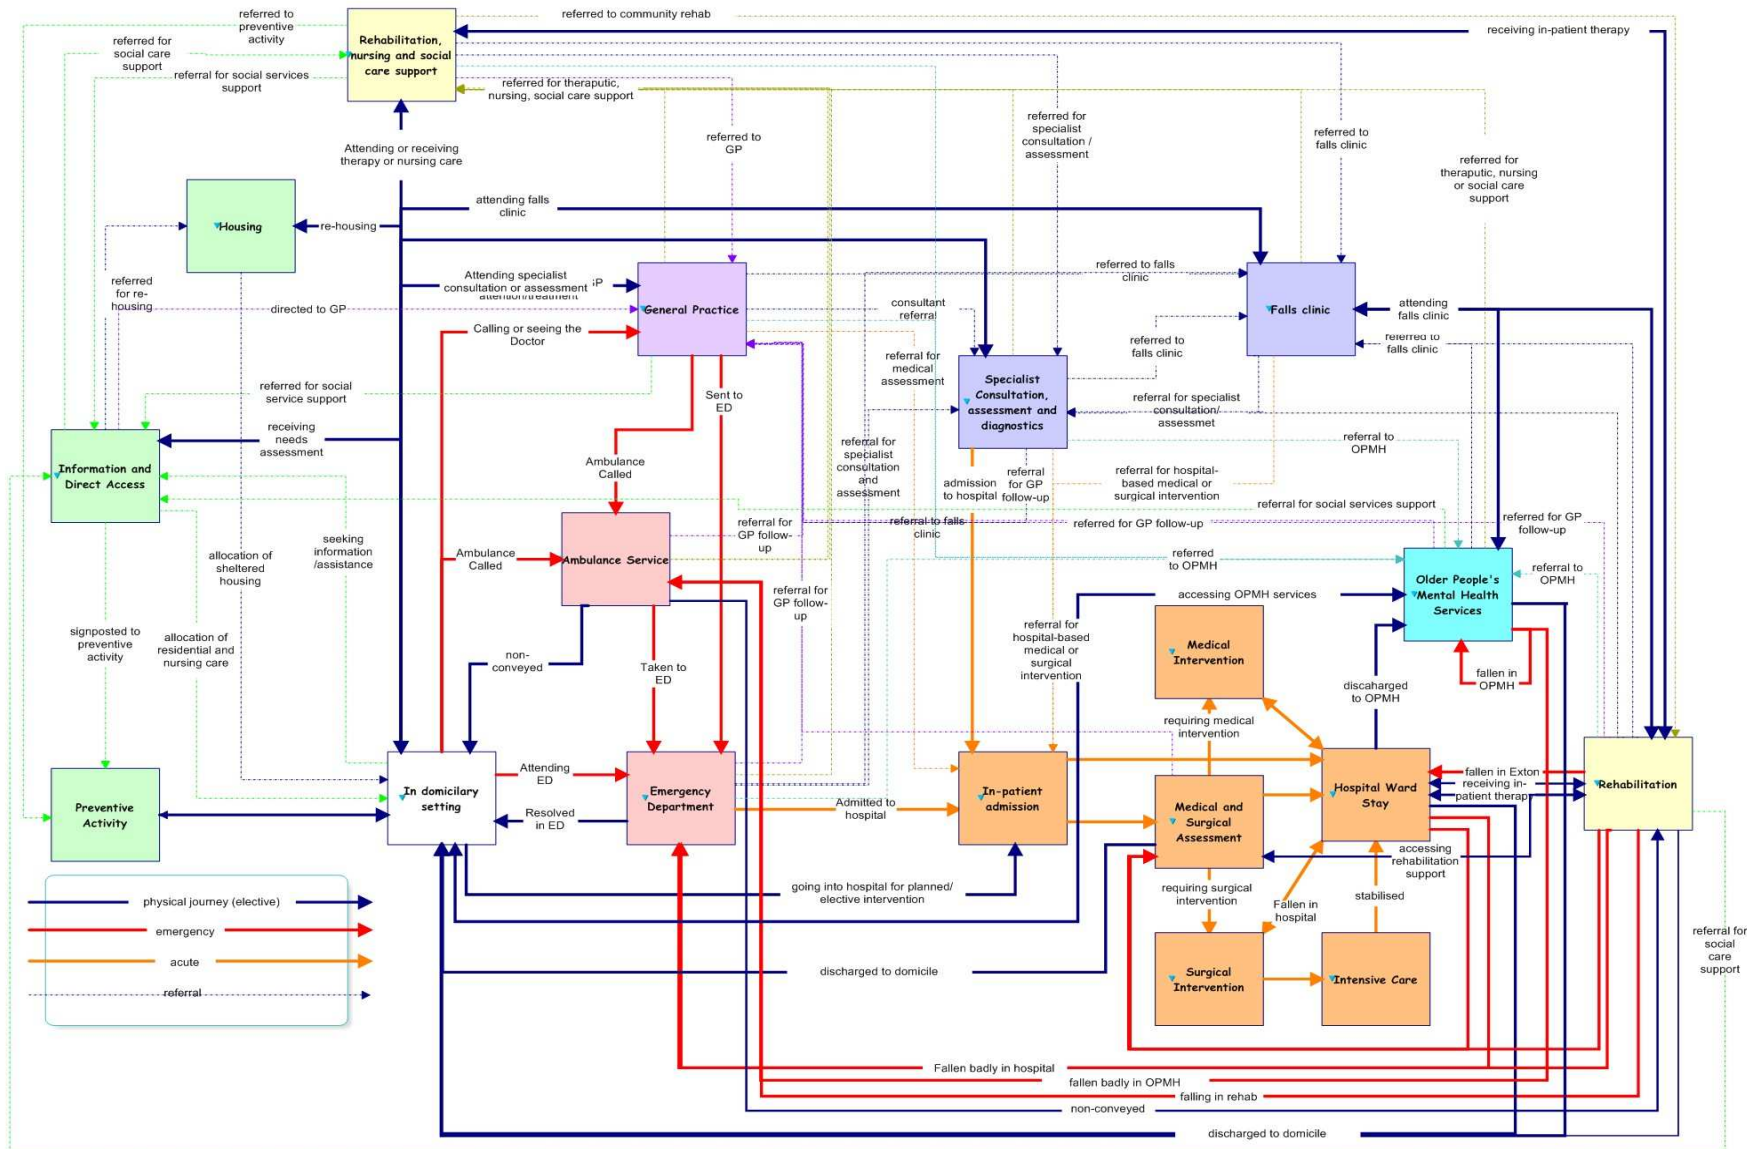 referred to
preventive
activity
referred to community rehab
receiving in-patient therapy
referred for
social care
support
Rehabilitation,
nursing and social
care support
referral for social services
support
referred for theraputic,
nursing, social care support
referred to
GP
referred for
specialist
consultation /
assessment
referred to
falls clinic
referred for
theraputic, nursing
or social care
support
Attending or receiving
therapy or nursing care
Housing
re-housing
attending falls
clinic
referred
for re-
housing
directed to GP
Attending specialist
consultation or assessment
attention/treatment
General Practice
consultant
referral
referred to falls
clinic
Falls clinic
attending
falls clinic
Calling or seeing the
Doctor
referral for
medical
assessment
referred to
falls clinic
referred to
falls clinic
Specialist
Consultation,
assessment and
diagnostics
referral for specialist
consultation/
assessmet
referred for social
service support
Sent to
ED
receiving
needs
assessment
Information and
Direct Access
Ambulance
Called
referral for
specialist
consultation
and
assessment
admission
to hospital
referral
for GP
follow-up
referral for hospital-
based medical or
surgical intervention
referral to
OPMH
referral for social services support
allocation of
sheltered
housing
seeking
information
/assistance
Ambulance
Called
Ambulance Service
referral for
GP follow-
up
referral to falls
clinic
referred for GP follow-up
referred for GP
follow-up
referred
to OPMH
Older People's
Mental Health
Services
referral to
OPMH
accessing OPMH services
referral for
GP follow-
up
signposted to
preventive
activity
allocation of
residential and
nursing care
non-
conveyed
Taken to
ED
referral for
hospital-based
medical or
surgical
intervention
Medical
Intervention
discaharged
to OPMH
fallen in
OPMH
requiring medical
intervention
Preventive
Activity
In domicilary
setting
Attending
ED
Resolved
in ED
Emergency
Department
Admitted to
hospital
In-patient
admission
Medical and
Surgical
Assessment
Hospital Ward
Stay
fallen in Exton
receiving in-
patient therapy
Rehabilitation
accessing
rehabilitation
support
going into hospital for planned/
elective intervention
requiring surgical
intervention
Fallen in
hospital
stabilised
physical journey (elective)
emergency
acute
referral
discharged to domicile
Surgical
Intervention
Intensive Care
referral for
social
care
support
Fallen badly in hospital
fallen badly in OPMH
falling in rehab
non-conveyed
discharged to domicile